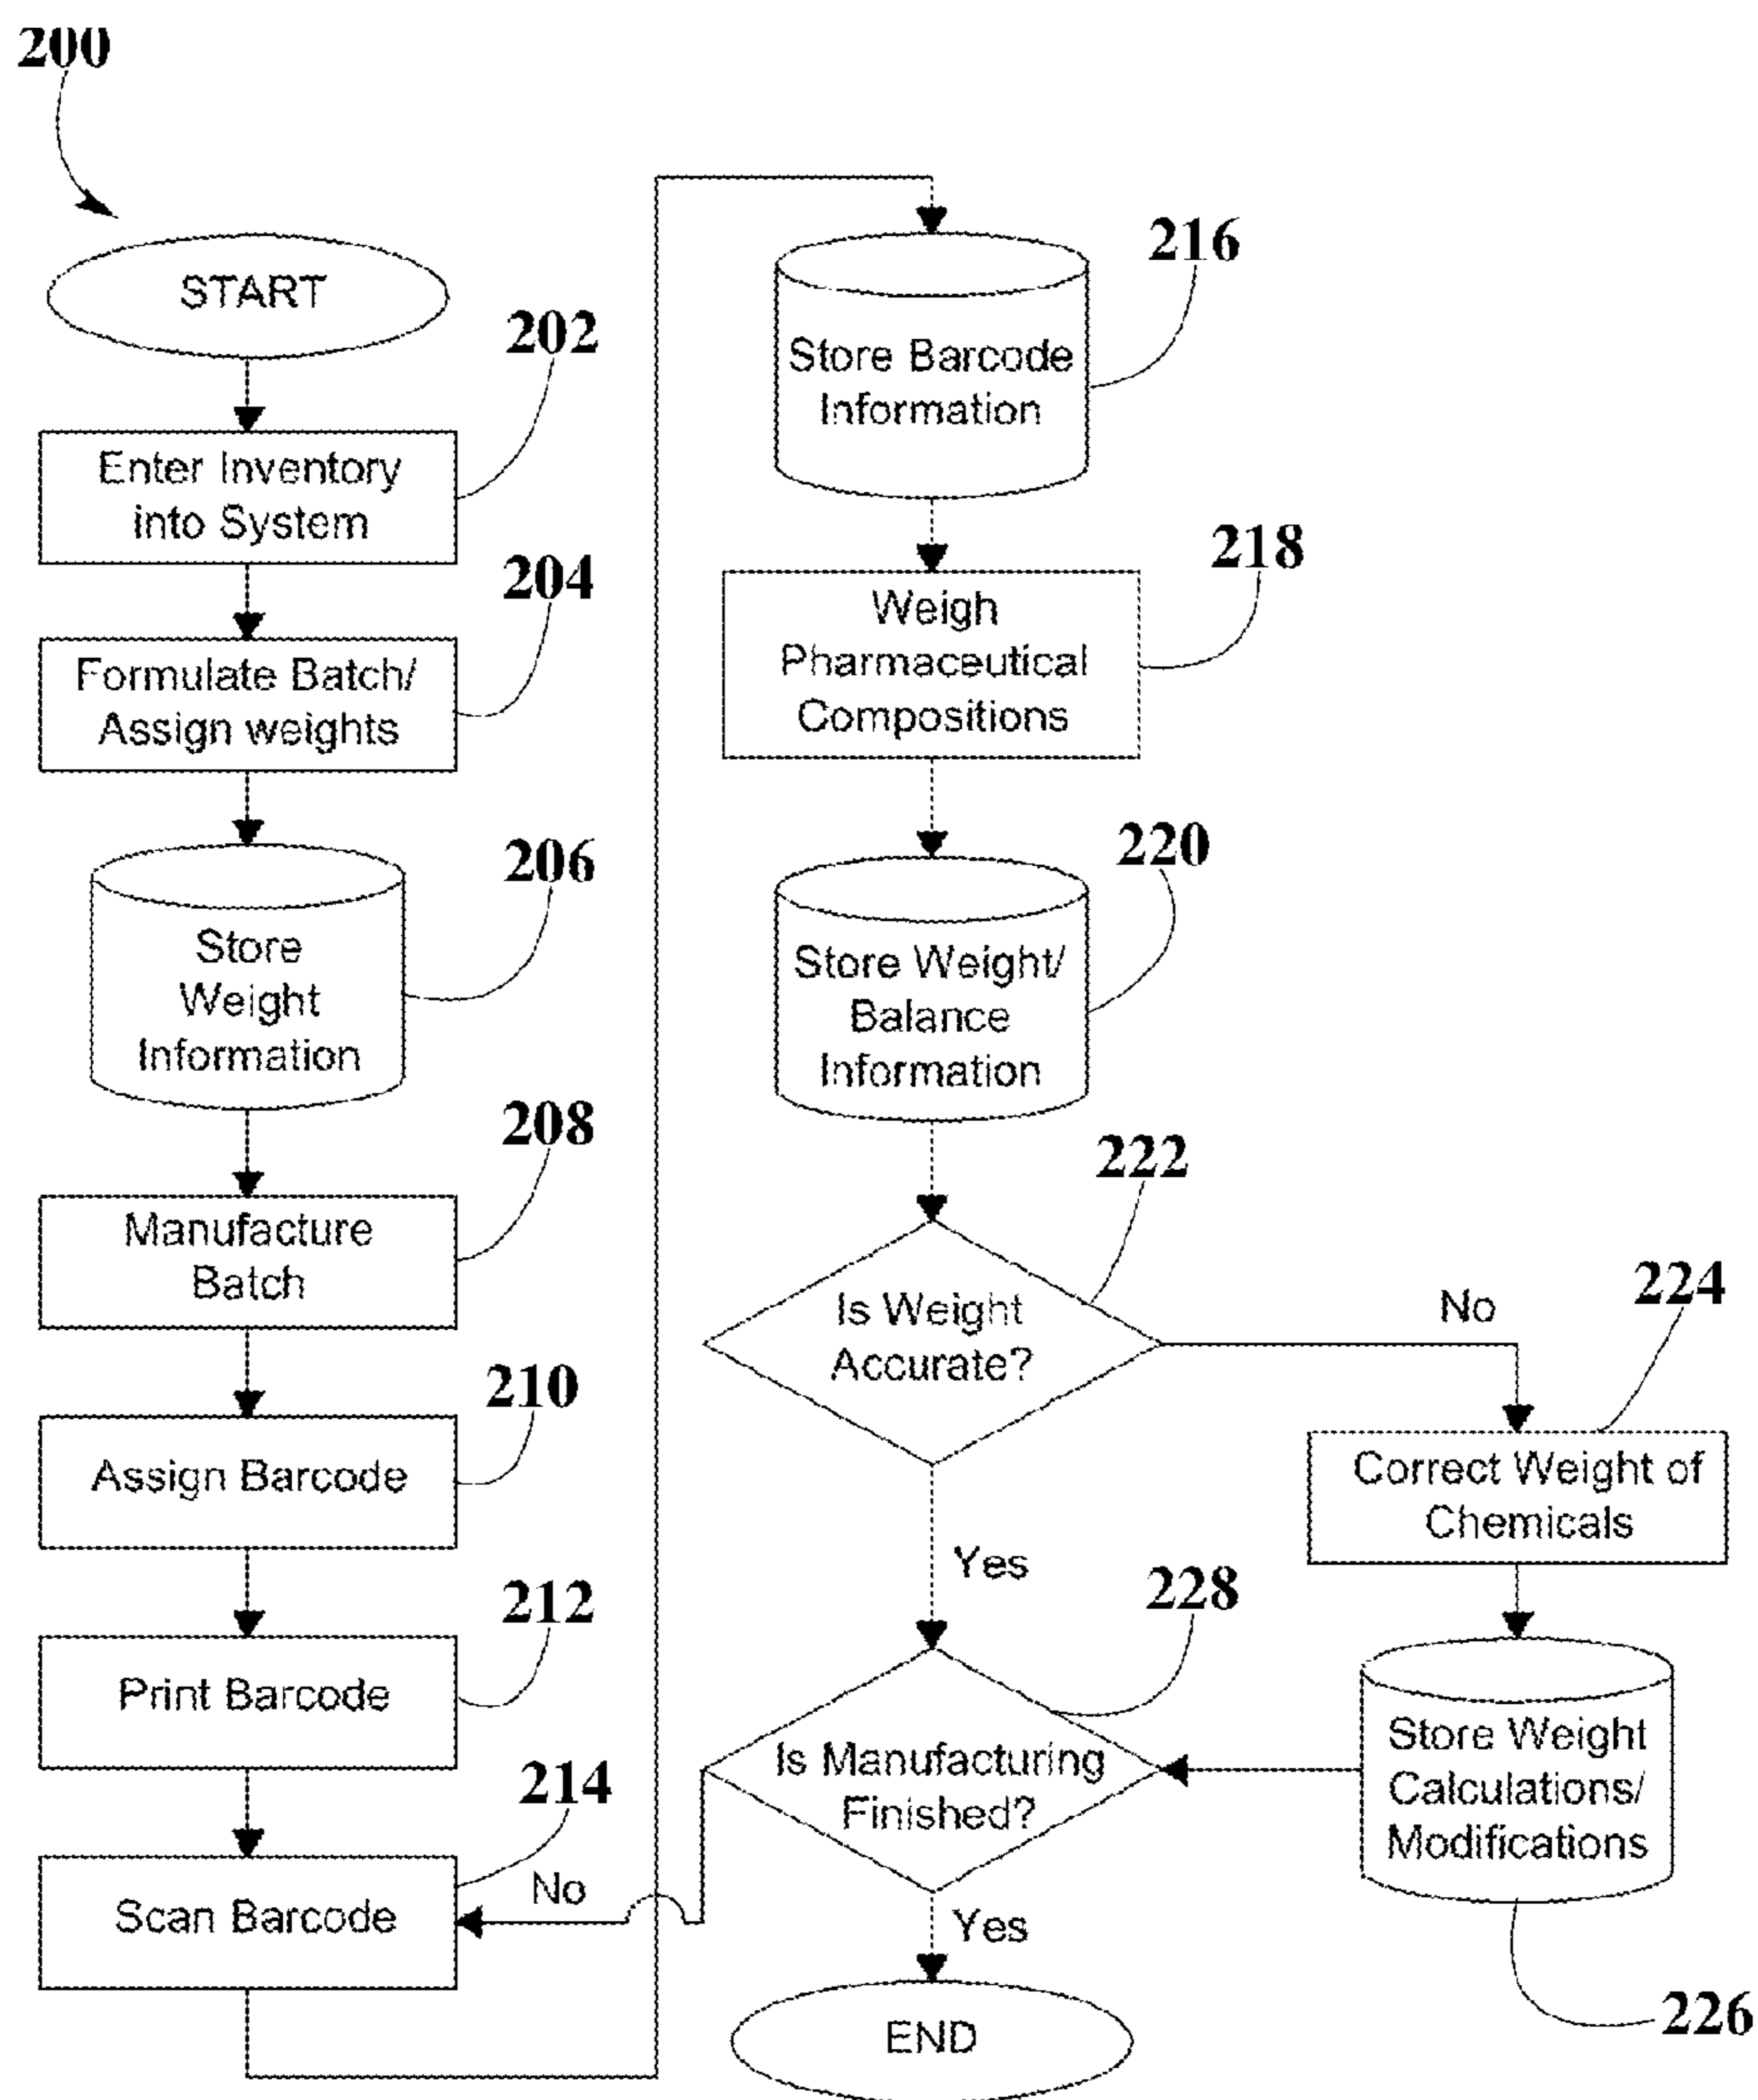 200
START
202
Enter Inventory
into System
204
Formulate Batch/
Assign weights
206
Store
Weight
Information
208
Manufacture
Batch
210
Assign Barcode
212
Print Barcode
214
Scan Barcode
216
Store Barcode
Information
218
Weigh
Pharmaceutical
Compositions
220
Store Weight/
Balance
Information
222
Is Weight
Accurate?
No
224
Correct Weight of
Chemicals
Yes
228
Is Manufacturing
Finished?
Store Weight
Calculations/
Modifications
226
No
Yes
END